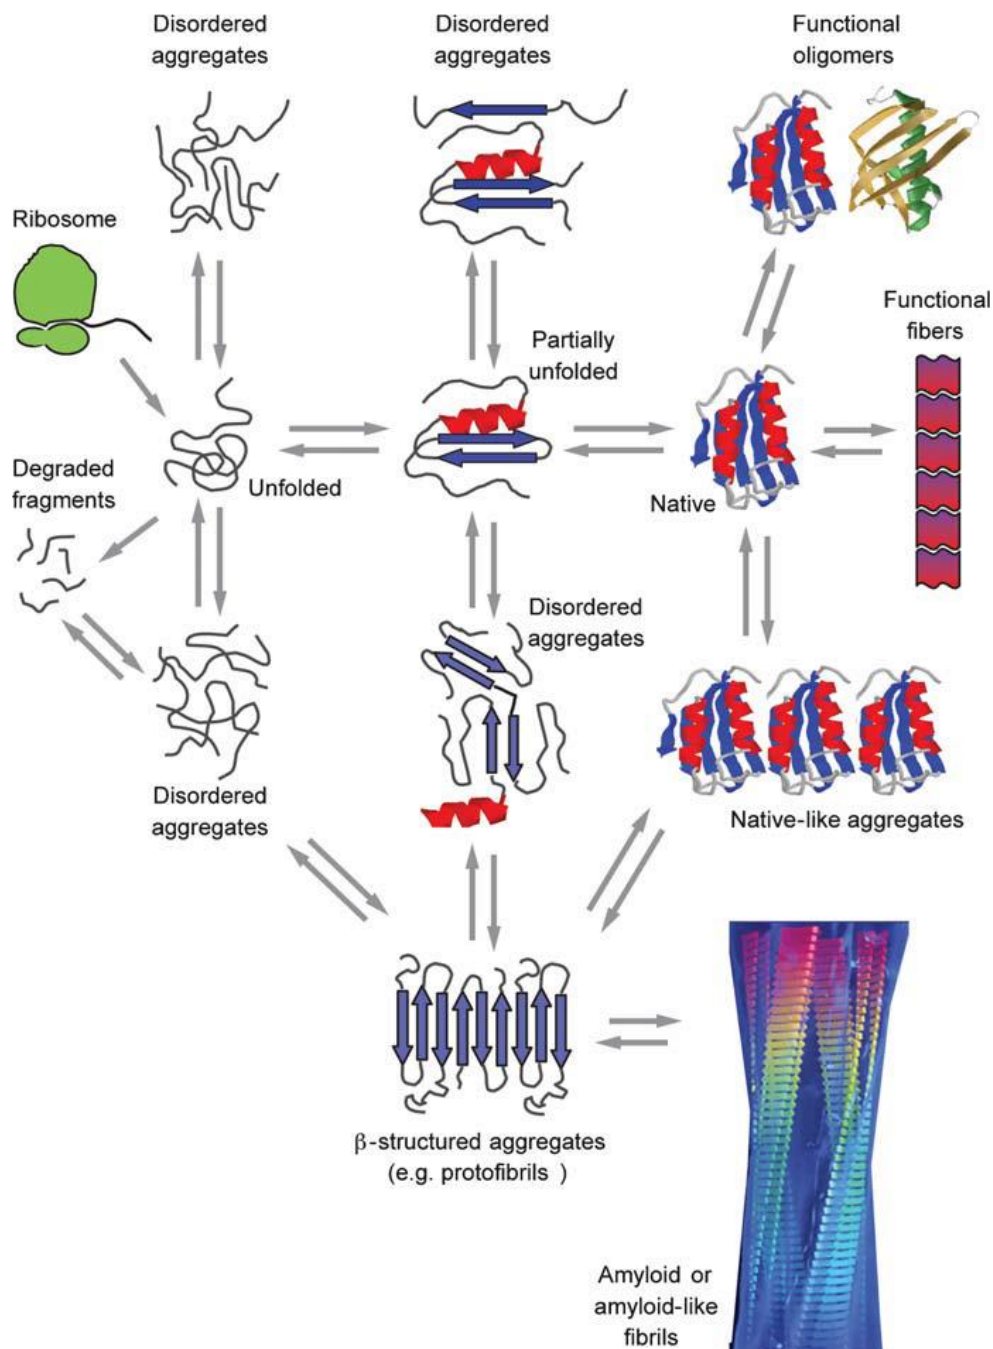 Disordered
aggregates
Disordered
aggregates
Functional
oligomers
Ribosome
Functional
fibers
Partially
unfolded
Degraded
fragments
Unfolded
Native
Disordered
aggregates
Disordered
aggregates
Native-like aggregates
β-structured aggregates
(e.g. protofibrils )
Amyloid or
amyloid-like
fibrils